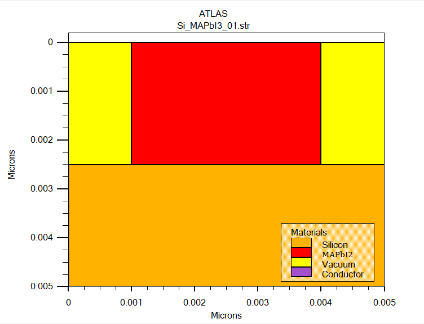 ATLAS
Si_MAPbI3_01.str
0
0.001
0.002
0.003
0.004
0.005
Microns
Materials
Silicon
MAPbI2
Vacuum
Conductor
0
0.001
0.002
0.003
0.004
0.005
Microns